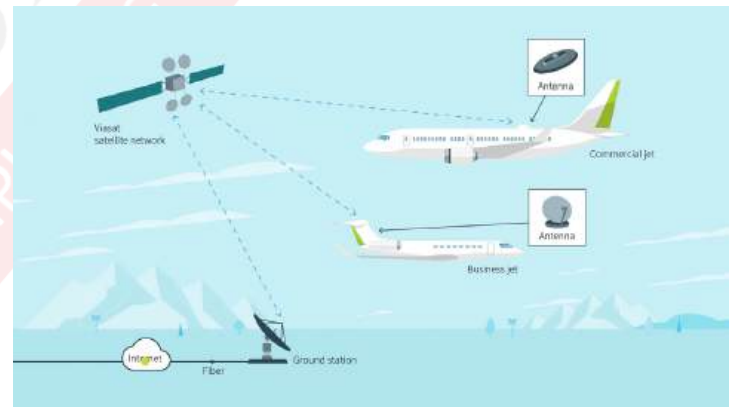 Antenna
Viasat
satellite network
Commercial jet
Antenna
Business jet
Internet
Ground station
Fiber